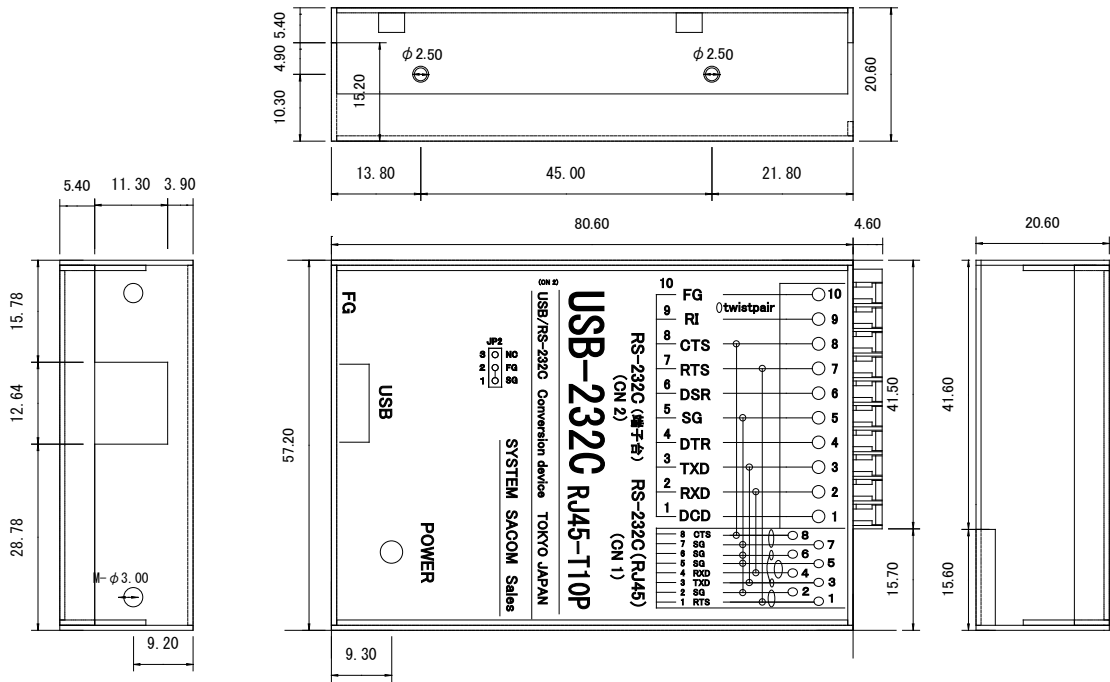 5.40
4.90
10.30
15.20
φ2.50
φ2.50
20.60
13.80
45.00
21.80
5.40
11.30
3.90
15.78
12.64
28.78
M-φ3.00
9.20
80.60
4.60
57.20
FG
USB
POWER
9.30
JP2
3 NC
2 FG
1 SG
SYSTEM SACOM Sales
(CN 2)
USB/RS-232C Conversion device TOKYO JAPAN
USB-232C RJ45-T10P
RS-232C (端子台)
(CN 2)
RS-232C (RJ45)
(CN 1)
twistpair
10 FG 10
9 RI 9
8 CTS 8
7 RTS 7
6 DSR 6
5 SG 5
4 DTR 4
3 TXD 3
2 RXD 2
1 DCD 1
8 CTS 8
7 SG 7
6 SG 6
5 SG 5
4 RXD 4
3 TXD 3
2 SG 2
1 RTS 1
41.50
15.70
20.60
41.60
15.60